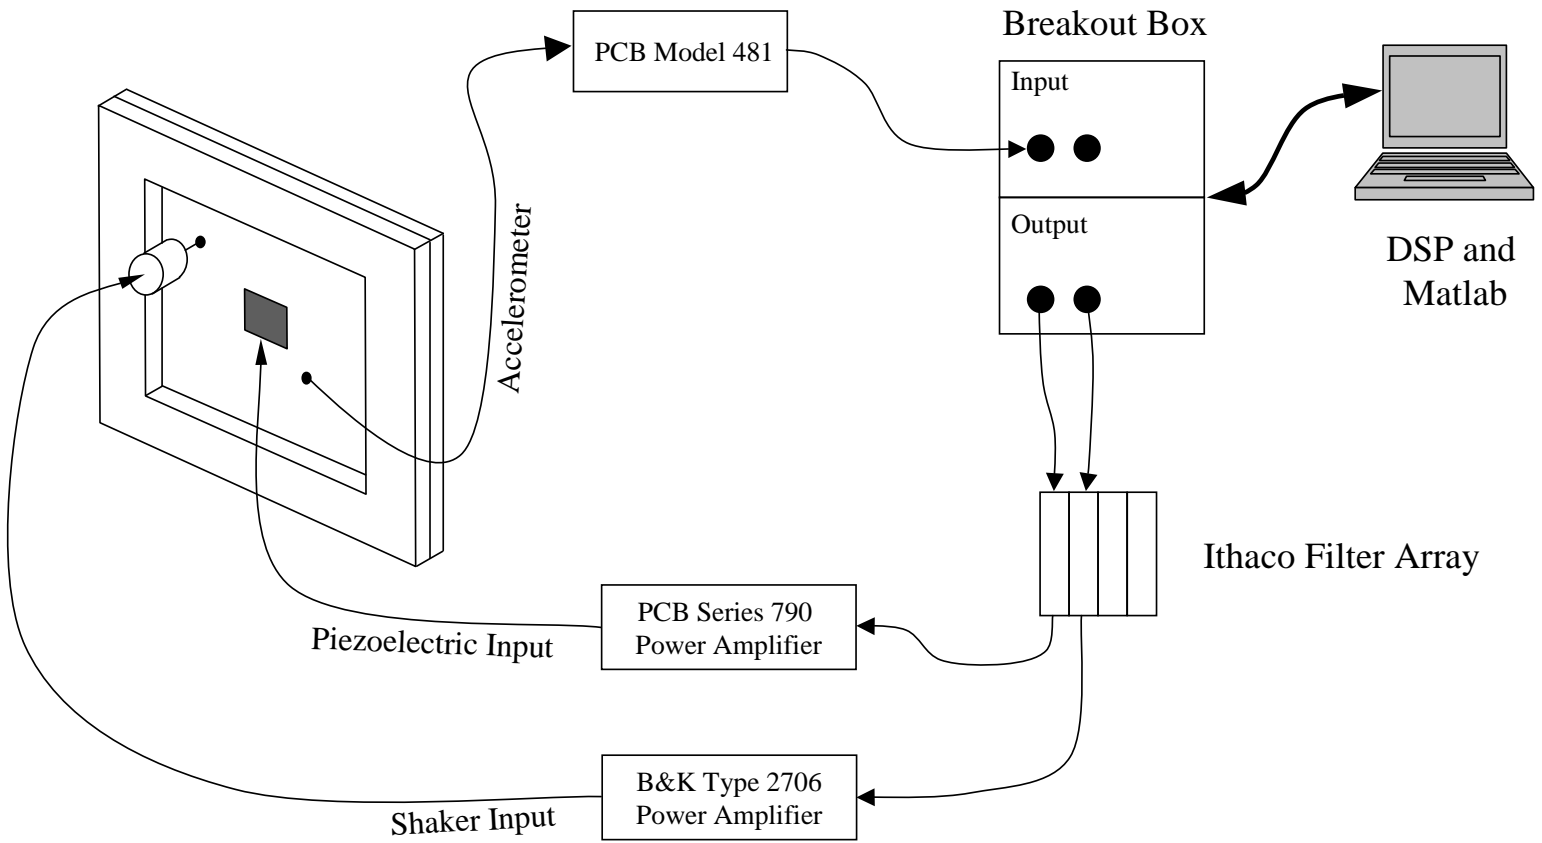 Breakout Box
PCB Model 481
Input
Accelerometer
Output
DSP and
Matlab
Ithaco Filter Array
PCB Series 790
Power Amplifier
Piezoelectric Input
B&K Type 2706
Power Amplifier
Shaker Input